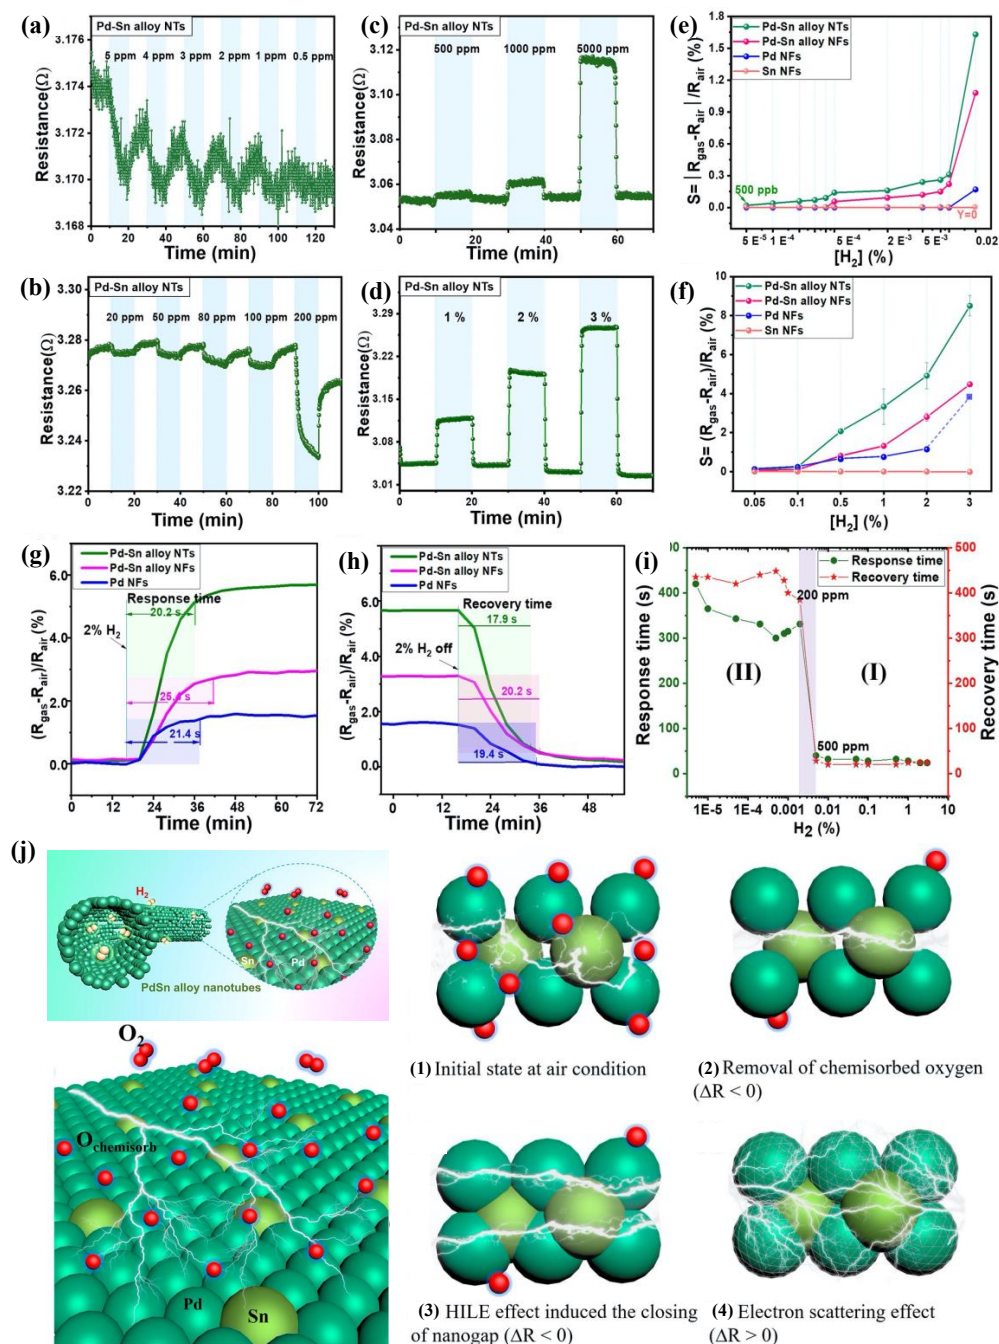 (a)
Pd-Sn alloy NTs
3.176
3.174
3.172
3.170
3.168
Resistance(Ω)
5 ppm 4 ppm 3 ppm 2 ppm 1 ppm 0.5 ppm
0 20 40 60 80 100 120
Time (min)
(c)
Pd-Sn alloy NTs
3.12
3.10
3.08
3.06
3.04
Resistance(Ω)
500 ppm 1000 ppm 5000 ppm
0 20 40 60
Time (min)
(e)
1.8
1.5
1.2
0.9
0.6
0.3
0.0
S= | Rgas-Rair | /Rair (%)
Pd-Sn alloy NTs
Pd-Sn alloy NFs
Pd NFs
Sn NFs
500 ppb
Y=0
5 E-5 1 E-4 5 E-4 2 E-3 5 E-3 0.02
[H2] (%)
(b)
Pd-Sn alloy NTs
3.30
3.28
3.26
3.24
3.22
Resistance(Ω)
20 ppm 50 ppm 80 ppm 100 ppm 200 ppm
0 20 40 60 80 100
Time (min)
(d)
Pd-Sn alloy NTs
3.29
3.22
3.15
3.08
3.01
Resistance(Ω)
1 % 2 % 3 %
0 20 40 60
Time (min)
(f)
10
8
6
4
2
0
S= (Rgas-Rair)/Rair (%)
Pd-Sn alloy NTs
Pd-Sn alloy NFs
Pd NFs
Sn NFs
0.05 0.1 0.5 1 2 3
[H2] (%)
(g)
Pd-Sn alloy NTs
Pd-Sn alloy NFs
Pd NFs
6.0
4.0
2.0
0.0
(Rgas-Rair)/Rair (%)
Response time
20.2 s
2% H2
21.4 s
0 12 24 36 48 60 72
Time (min)
(h)
Pd-Sn alloy NTs
Pd-Sn alloy NFs
Pd NFs
6.0
4.0
2.0
0.0
(Rgas-Rair)/Rair (%)
Recovery time
17.9 s
2% H2 off
20.2 s
19.4 s
0 12 24 36 48
Time (min)
(i)
Response time
Recovery time
400
300
200
100
0
Response time (s)
500
400
300
200
100
0
Recovery time (s)
200 ppm
(II)
(I)
500 ppm
1E-5 1E-4 0.001 0.01 0.1 1 10
H2 (%)
(j)
H2
Sn
Pd
PdSn alloy nanotubes
O2
Ochemisorb
Pd
Sn
(1) Initial state at air condition
(2) Removal of chemisorbed oxygen
(ΔR < 0)
(3) HILE effect induced the closing
of nanogap (ΔR < 0)
(4) Electron scattering effect
(ΔR > 0)